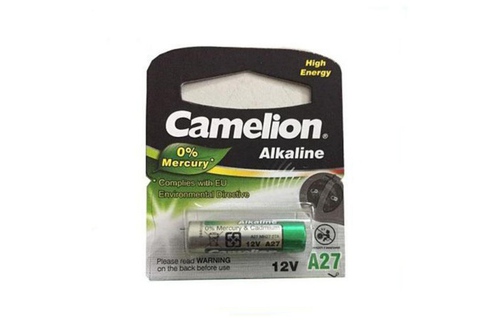 High
Energy
Camelion
Alkaline
0%
Mercury*
*Complies with EU
Environmental Directive
Alkaline
0% Mercury & Cadmium
12V A27
Please read WARNING
on the back before use
12V A27